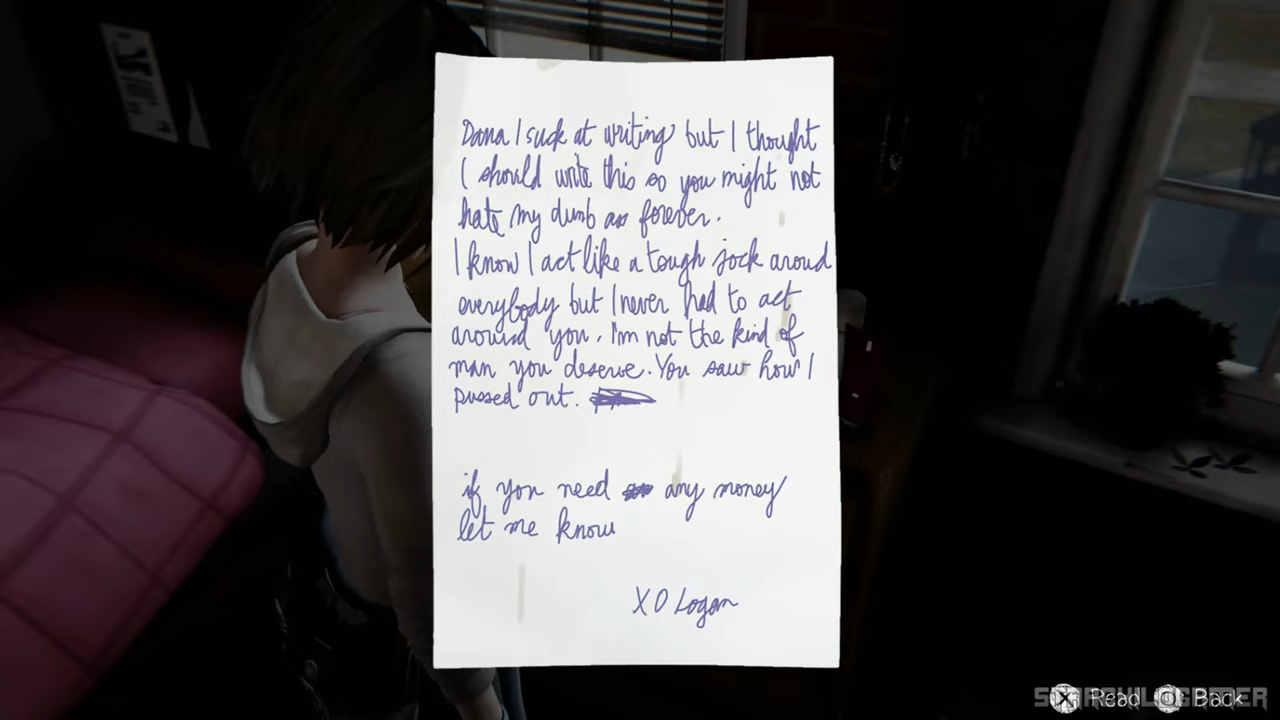 Dana I suck at writing but I thought
I should write this so you might not
hate my dumb ass forever.
I know I act like a tough jock aroud
everybody but I never had to act
around you. I'm not the kind of
man you deserve. You saw how I
pussed out.
if you need any money
let me know
XO Logan
Read Back